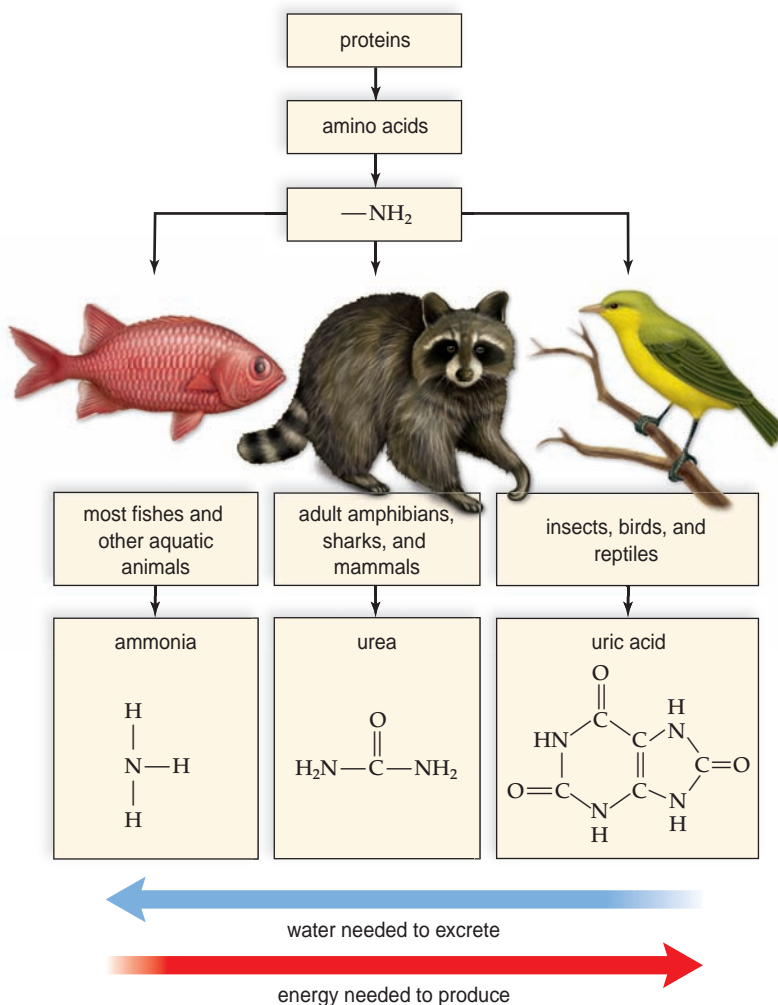 proteins
amino acids
—NH₂
most fishes and
other aquatic
animals
adult amphibians,
sharks, and
mammals
insects, birds, and
reptiles
ammonia
H
N—H
H
urea
O
H₂N—C—NH₂
uric acid
O
H
C N
HN C
C=O
O=C C
N N
H H
water needed to excrete
energy needed to produce